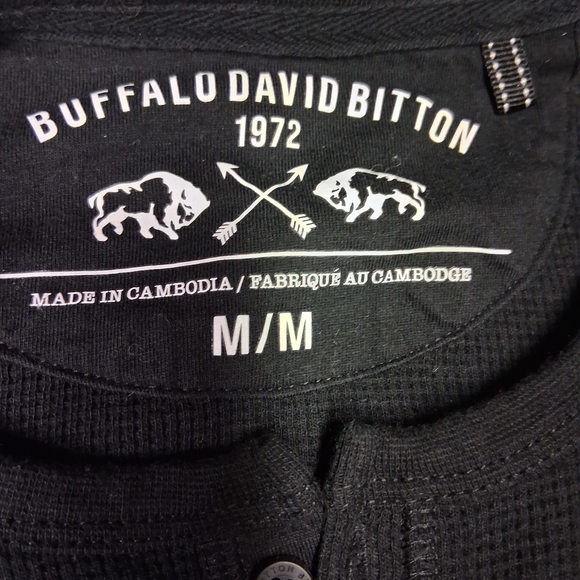 BUFFALO DAVID BITTON
1972
MADE IN CAMBODIA / FABRIQUÉ AU CAMBODGE
M/M